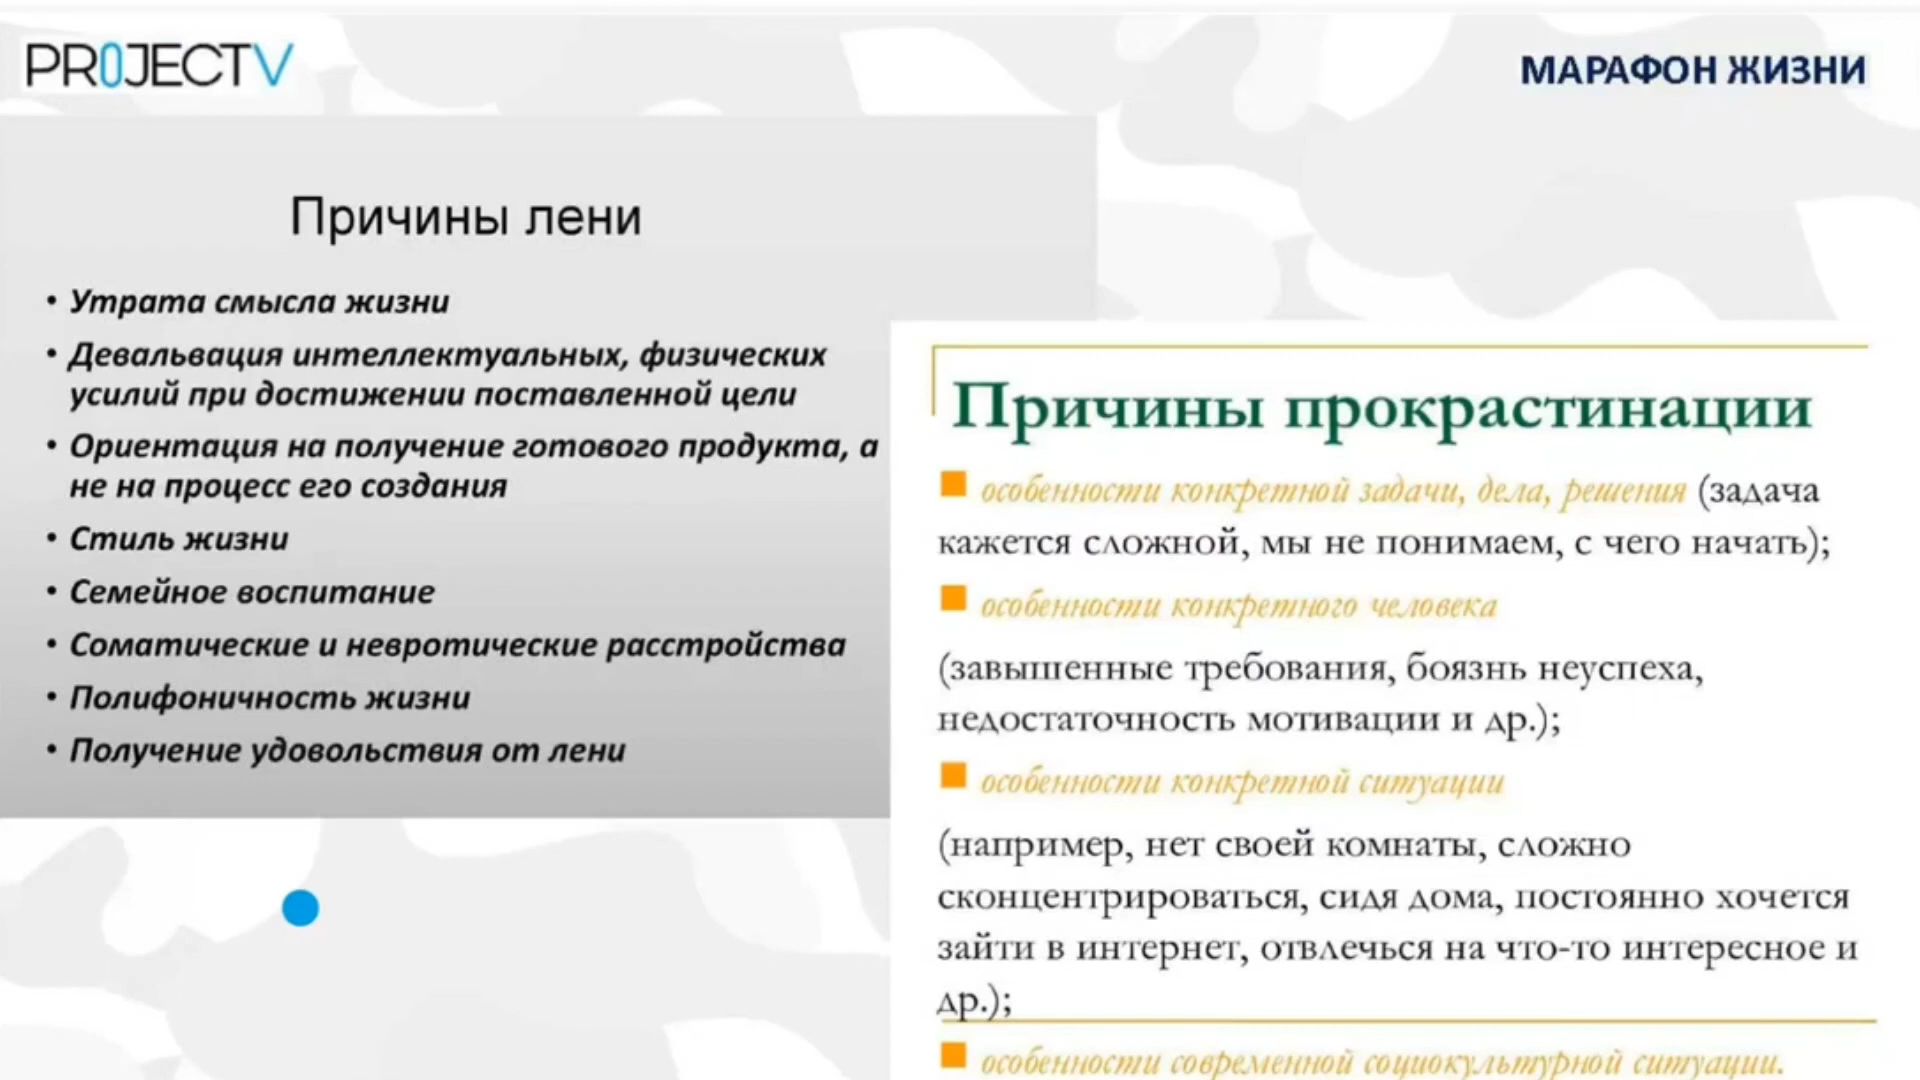 PROJECTV
МАРАФОН ЖИЗНИ
Причины лени
• Утрата смысла жизни
• Девальвация интеллектуальных, физических
усилий при достижении поставленной цели
• Ориентация на получение готового продукта, а
не на процесс его создания
• Стиль жизни
• Семейное воспитание
• Соматические и невротические расстройства
• Полифоничность жизни
• Получение удовольствия от лени
Причины прокрастинации
особенности конкретной задачи, дела, решения (задача
кажется сложной, мы не понимаем, с чего начать);
особенности конкретного человека
(завышенные требования, боязнь неуспеха,
недостаточность мотивации и др.);
особенности конкретной ситуации
(например, нет своей комнаты, сложно
сконцентрироваться, сидя дома, постоянно хочется
зайти в интернет, отвлечься на что-то интересное и
др.);
особенности современной социокультурной ситуации.